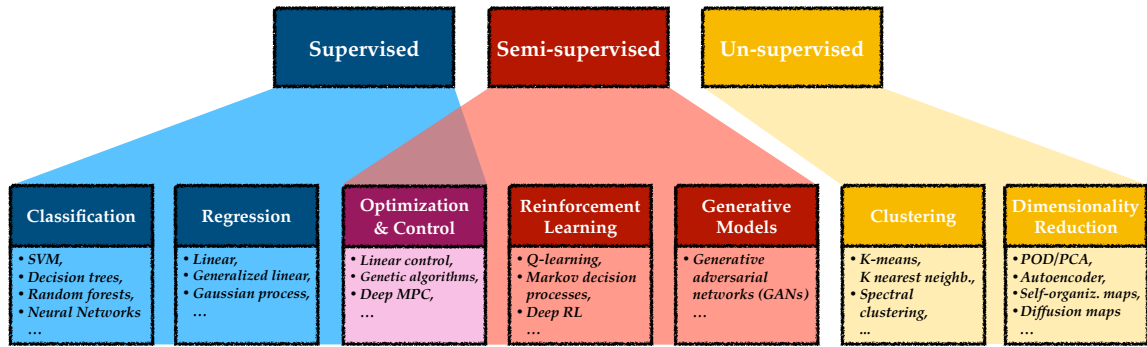 Supervised
Semi-supervised
Un-supervised
Classification
• SVM,
• Decision trees,
• Random forests,
• Neural Networks
...
Regression
• Linear,
• Generalized linear,
• Gaussian process,
...
Optimization
& Control
• Linear control,
• Genetic algorithms,
• Deep MPC,
...
Reinforcement
Learning
• Q-learning,
• Markov decision
processes,
• Deep RL
...
Generative
Models
• Generative
adversarial
networks (GANs)
...
Clustering
• K-means,
K nearest neighb.,
• Spectral
clustering,
...
Dimensionality
Reduction
• POD/PCA,
• Autoencoder,
• Self-organiz. maps,
• Diffusion maps
...